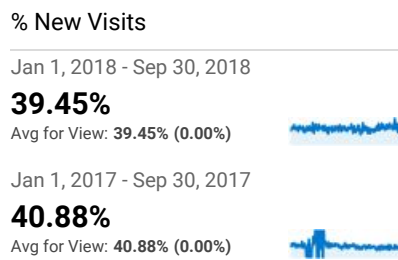 % New Visits
Jan 1, 2018 - Sep 30, 2018
39.45%
Avg for View: 39.45% (0.00%)
Jan 1, 2017 - Sep 30, 2017
40.88%
Avg for View: 40.88% (0.00%)